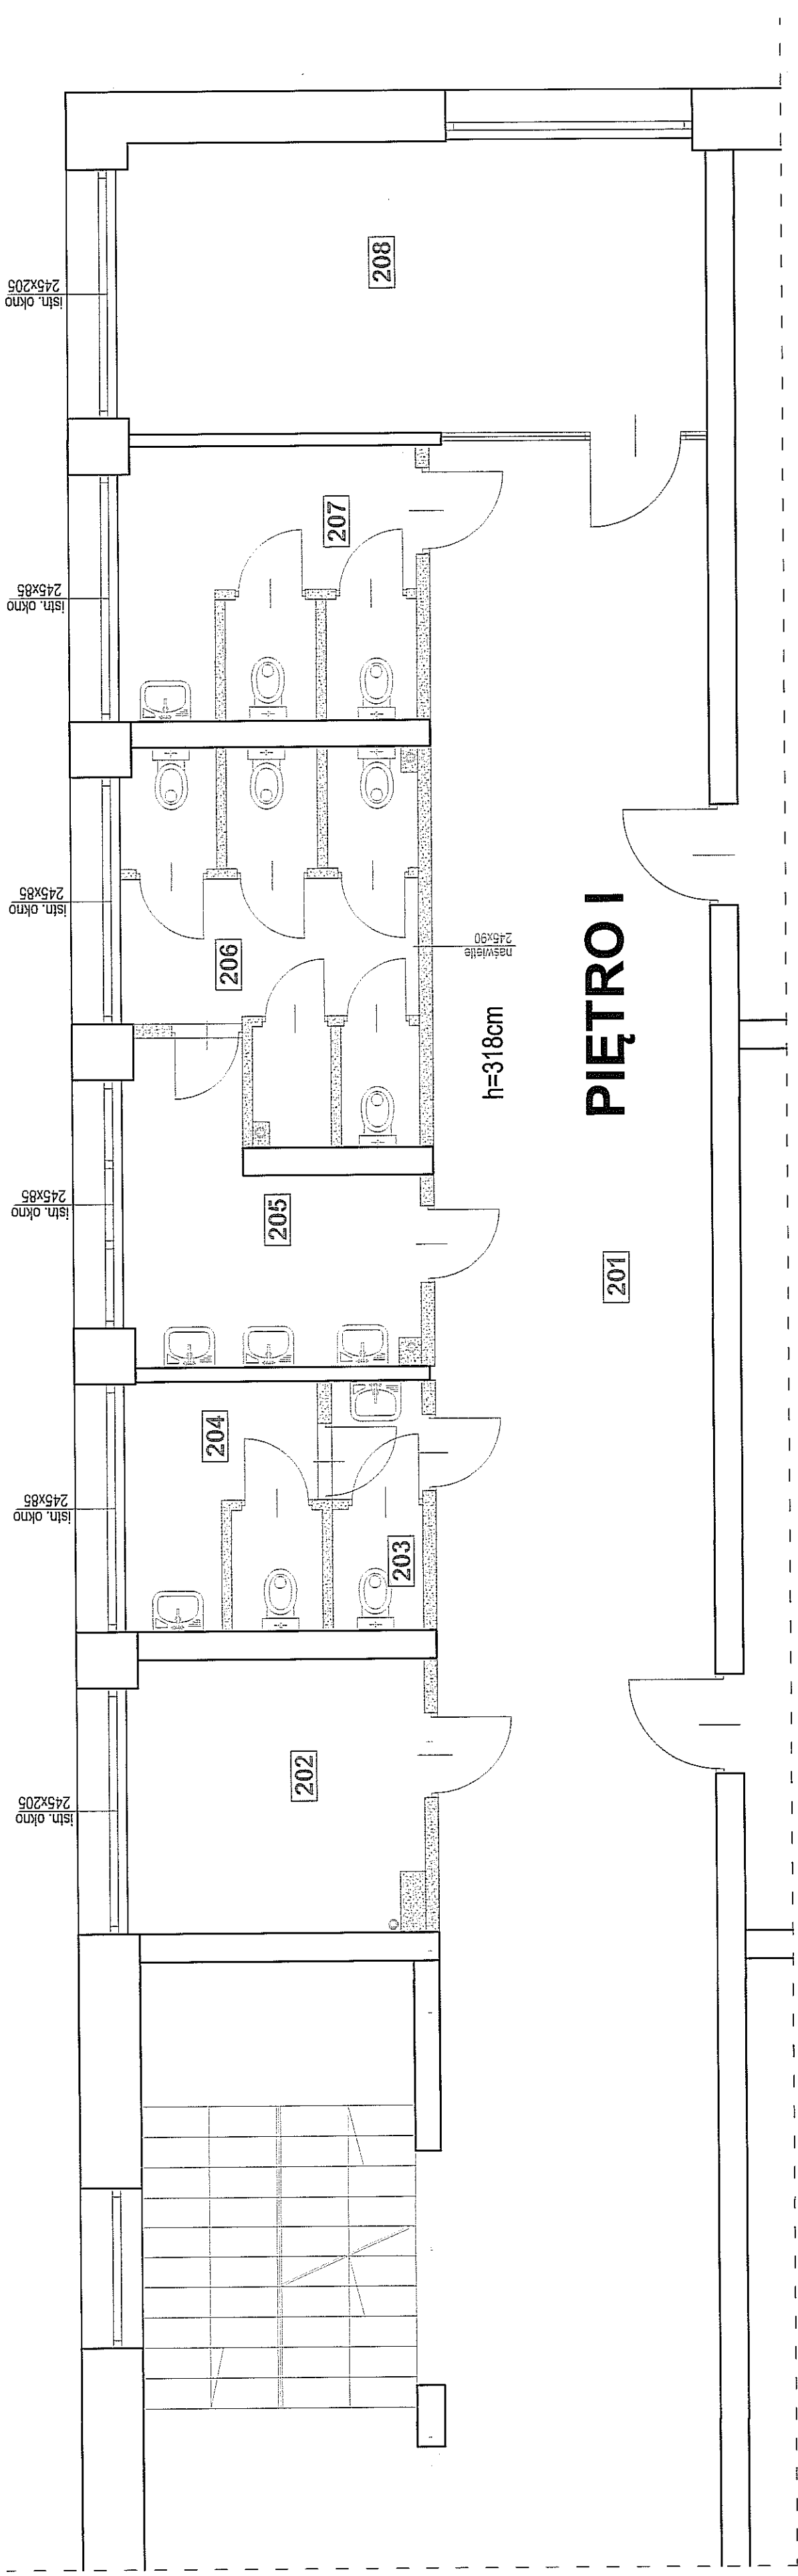 istn. okno
245x205
208
istn. okno
245x85
207
istn. okno
245x85
206
naświetle
245x90
h=318cm
PIĘTRO I
istn. okno
245x85
205
201
istn. okno
245x85
204
203
istn. okno
245x205
202